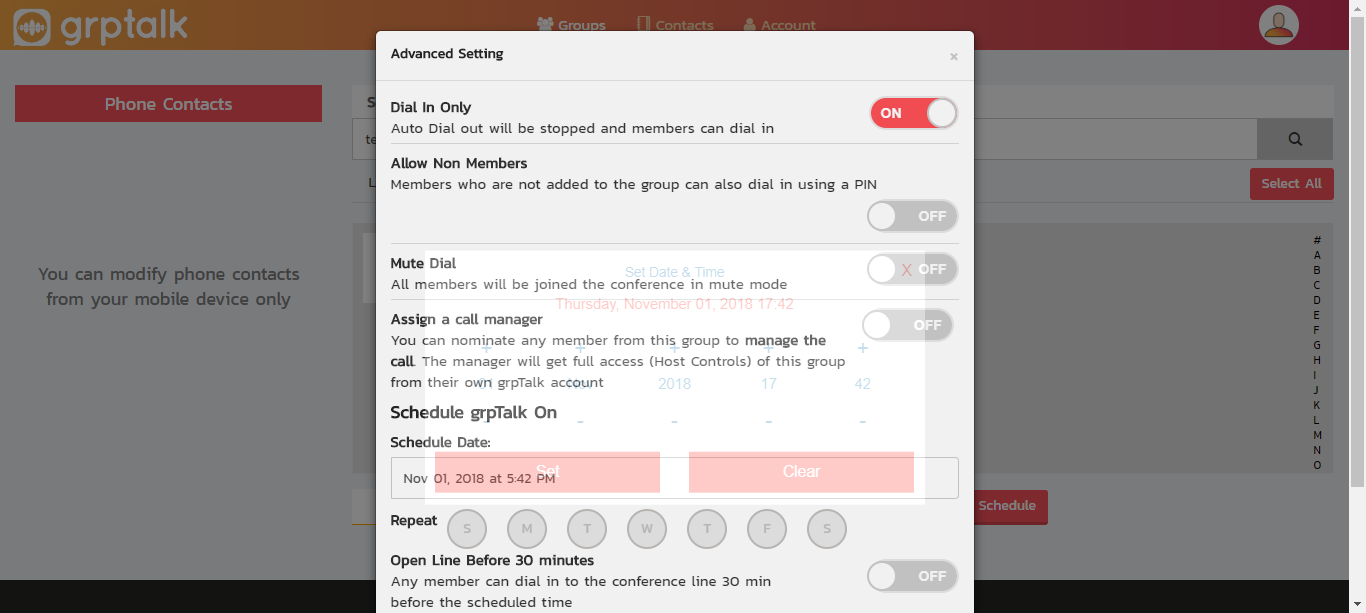 grptalk
Groups
Contacts
Account
Advanced Setting
×
Phone Contacts
Dial In Only
ON
Auto Dial out will be stopped and members can dial in
Allow Non Members
Members who are not added to the group can also dial in using a PIN
OFF
Select All
You can modify phone contacts
from your mobile device only
Mute Dial
OFF
All members will be joined the conference in mute mode
Set Date & Time
X
Thursday, November 01, 2018 17:42
Assign a call manager
OFF
You can nominate any member from this group to manage the
call. The manager will get full access (Host Controls) of this group
from their own grpTalk account
+ + + + +
01 Nov 2018 17 42
- - - - -
Schedule grpTalk On
Schedule Date:
Nov 01, 2018 at 5:42 PM
Set
Clear
Repeat
S M T W T F S
Open Line Before 30 minutes
OFF
Any member can dial in to the conference line 30 min
before the scheduled time
Schedule
#
A
B
C
D
E
F
G
H
I
J
K
L
M
N
O